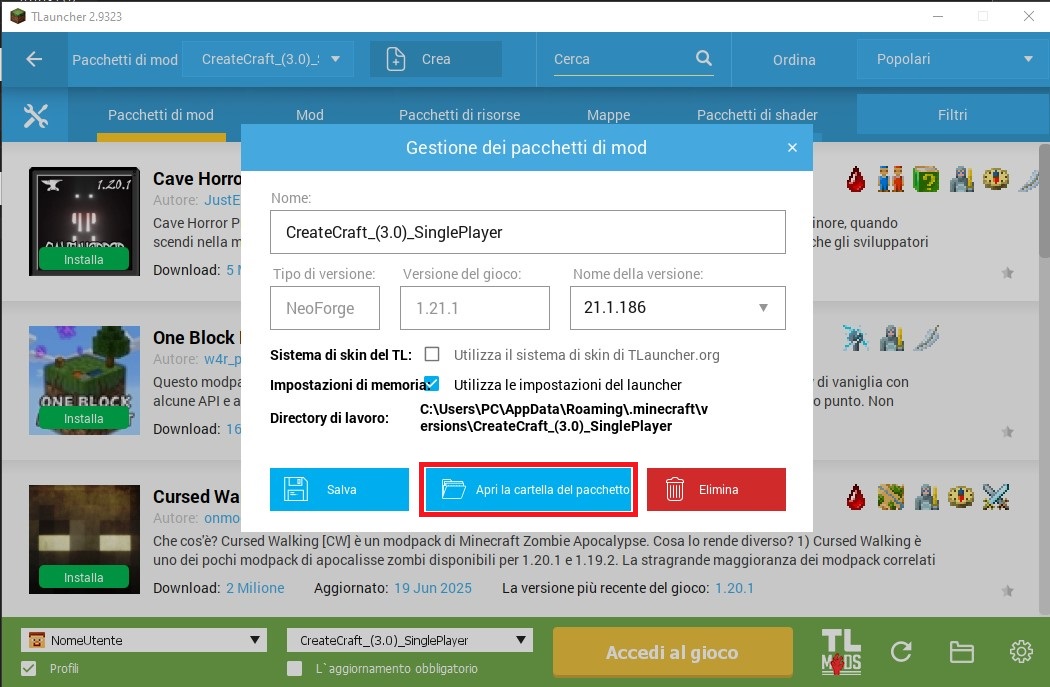 TLauncher 2.9323
Pacchetti di mod
CreateCraft_(3.0)_S
Crea
Cerca
Ordina
Popolari
Pacchetti di mod
Mod
Pacchetti di risorse
Mappe
Pacchetti di shader
Filtri
Gestione dei pacchetti di mod
Nome:
CreateCraft_(3.0)_SinglePlayer
Tipo di versione:
Versione del gioco:
Nome della versione:
NeoForge
1.21.1
21.1.186
Sistema di skin del TL:
Utilizza il sistema di skin di TLauncher.org
Impostazioni di memoria:
Utilizza le impostazioni del launcher
Directory di lavoro:
C:\Users\PC\AppData\Roaming\.minecraft\v
ersions\CreateCraft_(3.0)_SinglePlayer
Salva
Apri la cartella del pacchetto
Elimina
1.20.1
Installa
Cave Horro
Autore: JustE
Cave Horror P
inore, quando
scendi nella m
che gli sviluppatori
Download: 5 M
ONE BLOCK
Installa
One Block
Autore: w4r_p
Questo modpa
di vaniglia con
alcune API e a
o punto. Non
Download: 16
Installa
Cursed Wa
Autore: onmo
Che cos'è? Cursed Walking [CW] è un modpack di Minecraft Zombie Apocalypse. Cosa lo rende diverso? 1) Cursed Walking è
uno dei pochi modpack di apocalisse zombi disponibili per 1.20.1 e 1.19.2. La stragrande maggioranza dei modpack correlati
Download: 2 Milione
Aggiornato: 19 Jun 2025
La versione più recente del gioco: 1.20.1
NomeUtente
CreateCraft_(3.0)_SinglePlayer
Accedi al gioco
TL
MODS
Profili
L`aggiornamento obbligatorio